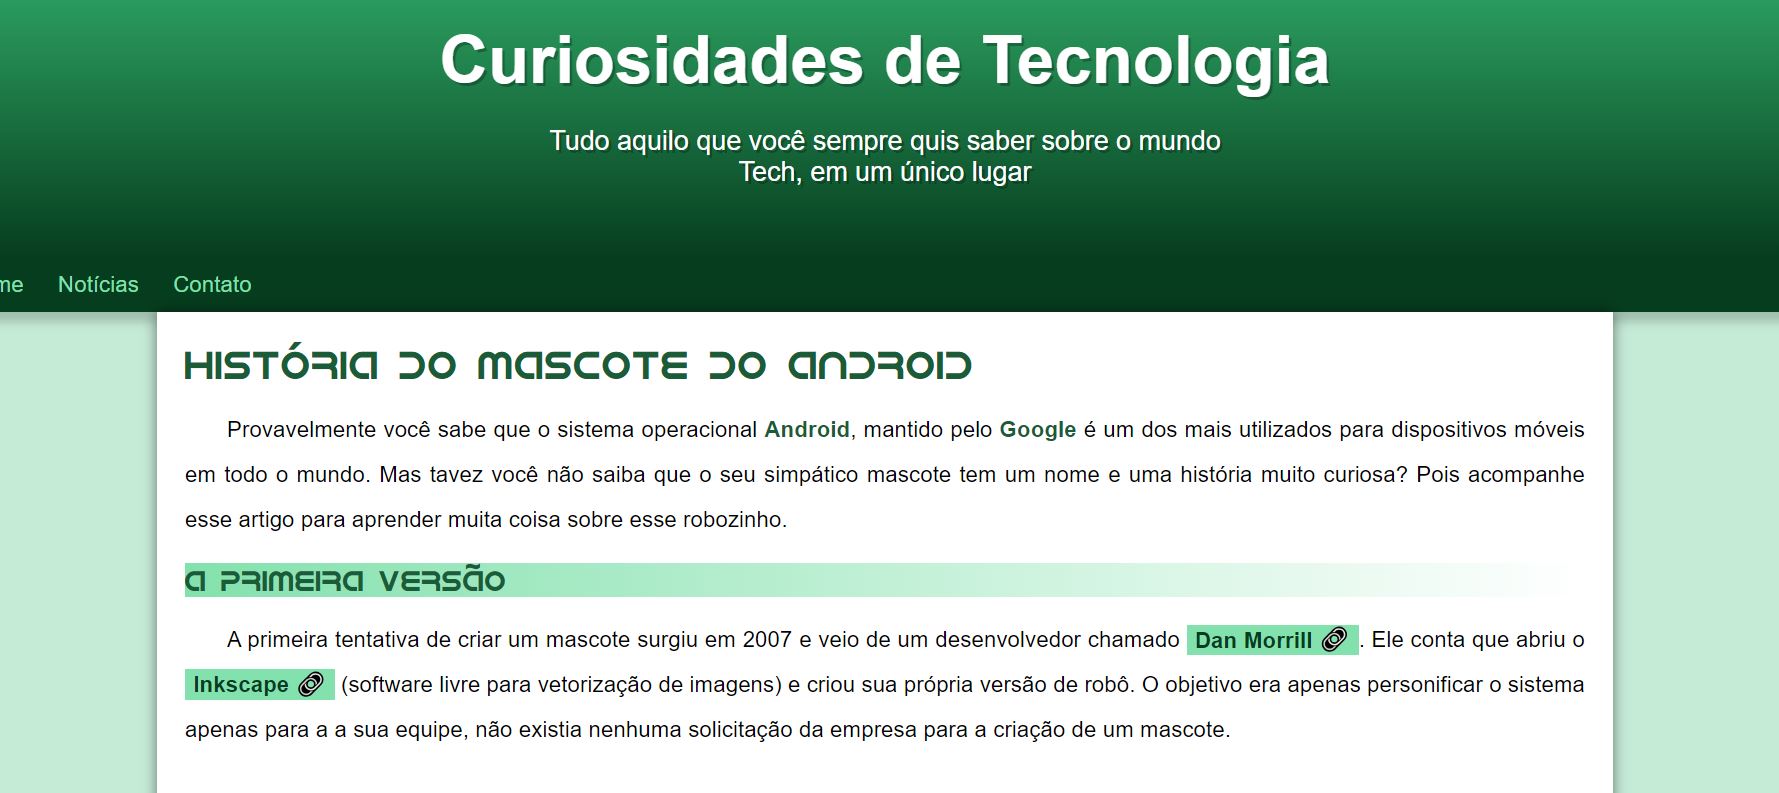 Curiosidades de Tecnologia
Tudo aquilo que você sempre quis saber sobre o mundo
Tech, em um único lugar
me Notícias Contato
História do mascote do Android
Provavelmente você sabe que o sistema operacional Android, mantido pelo Google é um dos mais utilizados para dispositivos móveis
em todo o mundo. Mas tavez você não saiba que o seu simpático mascote tem um nome e uma história muito curiosa? Pois acompanhe
esse artigo para aprender muita coisa sobre esse robozinho.
A primeira versão
A primeira tentativa de criar um mascote surgiu em 2007 e veio de um desenvolvedor chamado Dan Morrill. Ele conta que abriu o
Inkscape (software livre para vetorização de imagens) e criou sua própria versão de robô. O objetivo era apenas personificar o sistema
apenas para a a sua equipe, não existia nenhuma solicitação da empresa para a criação de um mascote.